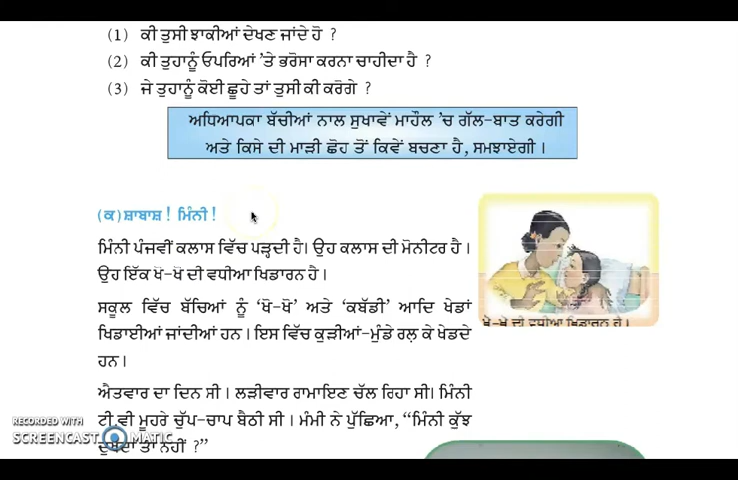 (1) ਕੀ ਤੁਸੀ ਝਾਕੀਆਂ ਦੇਖਣ ਜਾਂਦੇ ਹੋ ?
(2) ਕੀ ਤੁਹਾਨੂੰ ਓਪਰਿਆਂ 'ਤੇ ਭਰੋਸਾ ਕਰਨਾ ਚਾਹੀਦਾ ਹੈ ?
(3) ਜੇ ਤੁਹਾਨੂੰ ਕੋਈ ਛੂਹੇ ਤਾਂ ਤੁਸੀ ਕੀ ਕਰੋਗੇ ?
ਅਧਿਆਪਕਾ ਬੱਚੀਆਂ ਨਾਲ ਸੁਖਾਵੇਂ ਮਾਹੌਲ 'ਚ ਗੱਲ-ਬਾਤ ਕਰੇਗੀ
ਅਤੇ ਕਿਸੇ ਦੀ ਮਾੜੀ ਛੋਹ ਤੋਂ ਕਿਵੇਂ ਬਚਣਾ ਹੈ, ਸਮਝਾਏਗੀ ।
(ਕ) ਸ਼ਾਬਾਸ਼ ! ਮਿੰਨੀ !
ਮਿੰਨੀ ਪੰਜਵੀਂ ਕਲਾਸ ਵਿੱਚ ਪੜ੍ਹਦੀ ਹੈ। ਉਹ ਕਲਾਸ ਦੀ ਮੋਨੀਟਰ ਹੈ ।
ਉਹ ਇੱਕ ਖੋ-ਖੋ ਦੀ ਵਧੀਆ ਖਿਡਾਰਨ ਹੈ।
ਖੋ-ਖੋ ਦੀ ਵਧੀਆ ਖਿਡਾਰਨ ਹੈ।
ਸਕੂਲ ਵਿੱਚ ਬੱਚਿਆਂ ਨੂੰ 'ਖੋ-ਖੋ' ਅਤੇ 'ਕਬੱਡੀ' ਆਦਿ ਖੇਡਾਂ
ਖਿਡਾਈਆਂ ਜਾਂਦੀਆਂ ਹਨ। ਇਸ ਵਿੱਚ ਕੁੜੀਆਂ-ਮੁੰਡੇ ਰਲ਼ ਕੇ ਖੇਡਦੇ
ਹਨ।
ਐਤਵਾਰ ਦਾ ਦਿਨ ਸੀ । ਲੜੀਵਾਰ ਰਾਮਾਇਣ ਚੱਲ ਰਿਹਾ ਸੀ। ਮਿੰਨੀ
ਟੀ.ਵੀ ਮੂਹਰੇ ਚੁੱਪ-ਚਾਪ ਬੈਠੀ ਸੀ । ਮੰਮੀ ਨੇ ਪੁੱਛਿਆ, "ਮਿੰਨੀ ਕੁੱਝ
ਦੁਖਦਾ ਤਾਂ ਨਹੀਂ ?"
RECORDED WITH
SCREENCAST MATIC